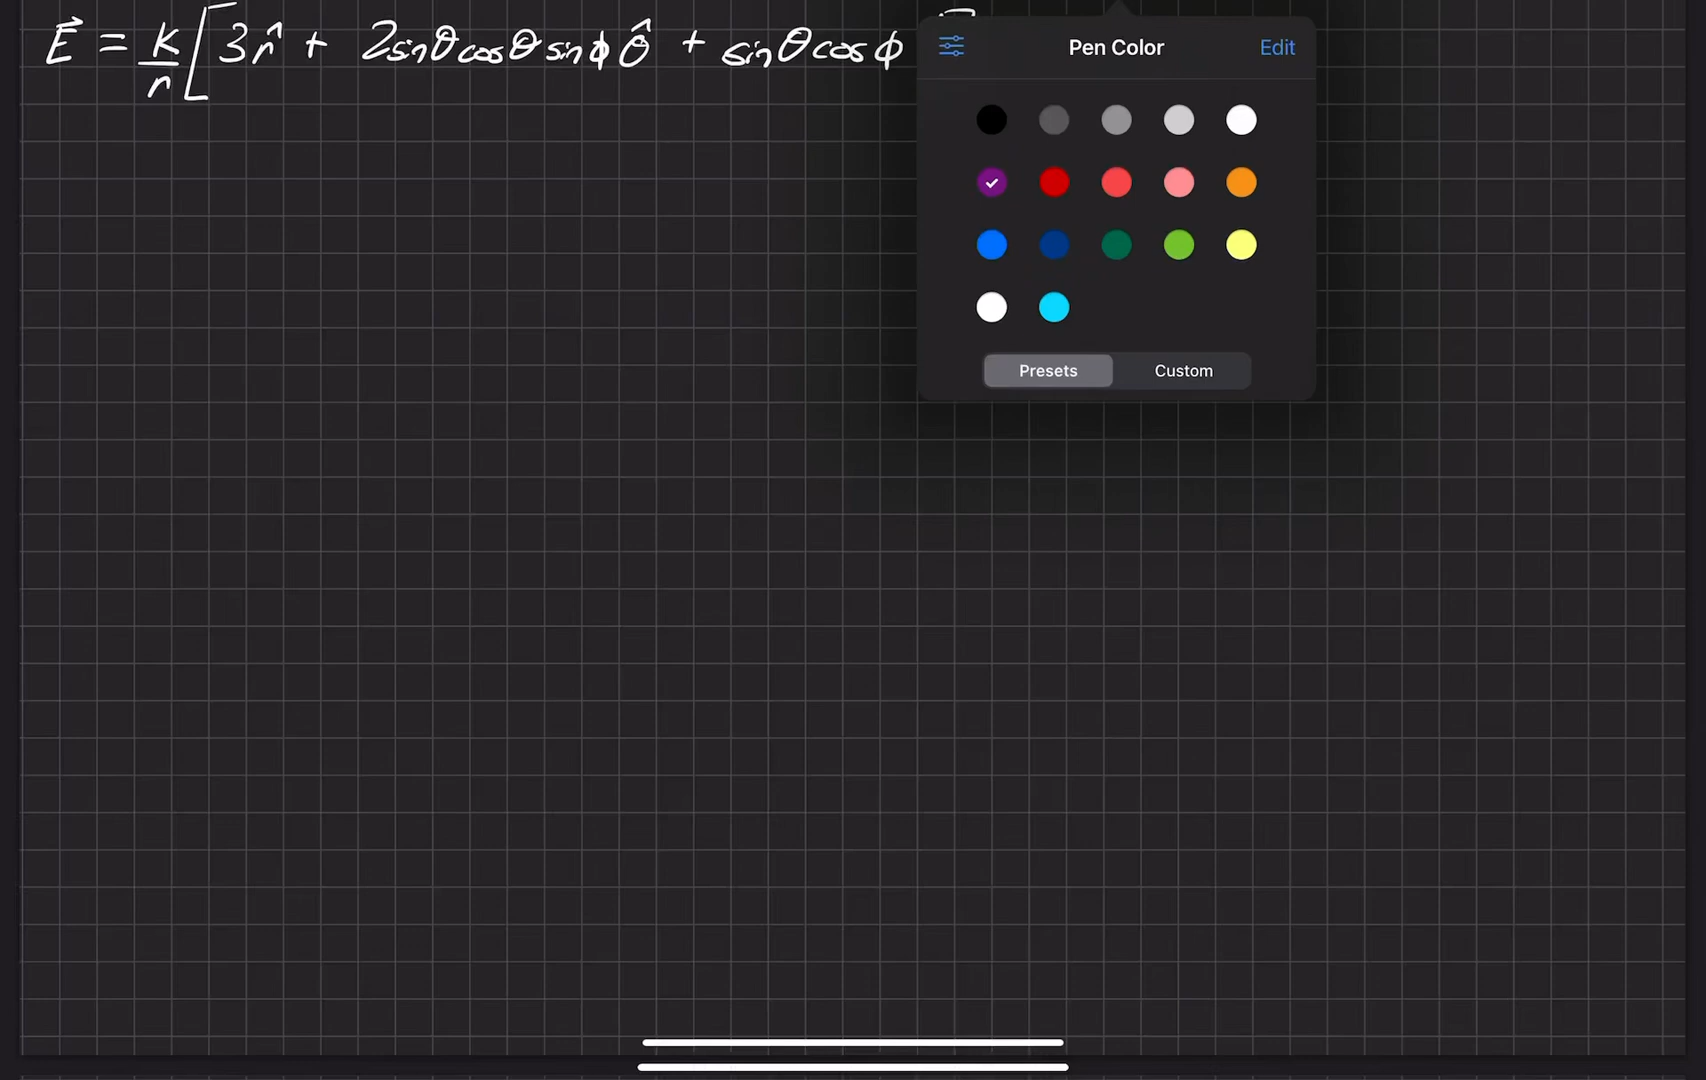 E⃗ = k/r [ 3r̂ + 2sinθcosθsinϕ θ̂ + sinθcosϕ
Pen Color
Edit
Presets
Custom